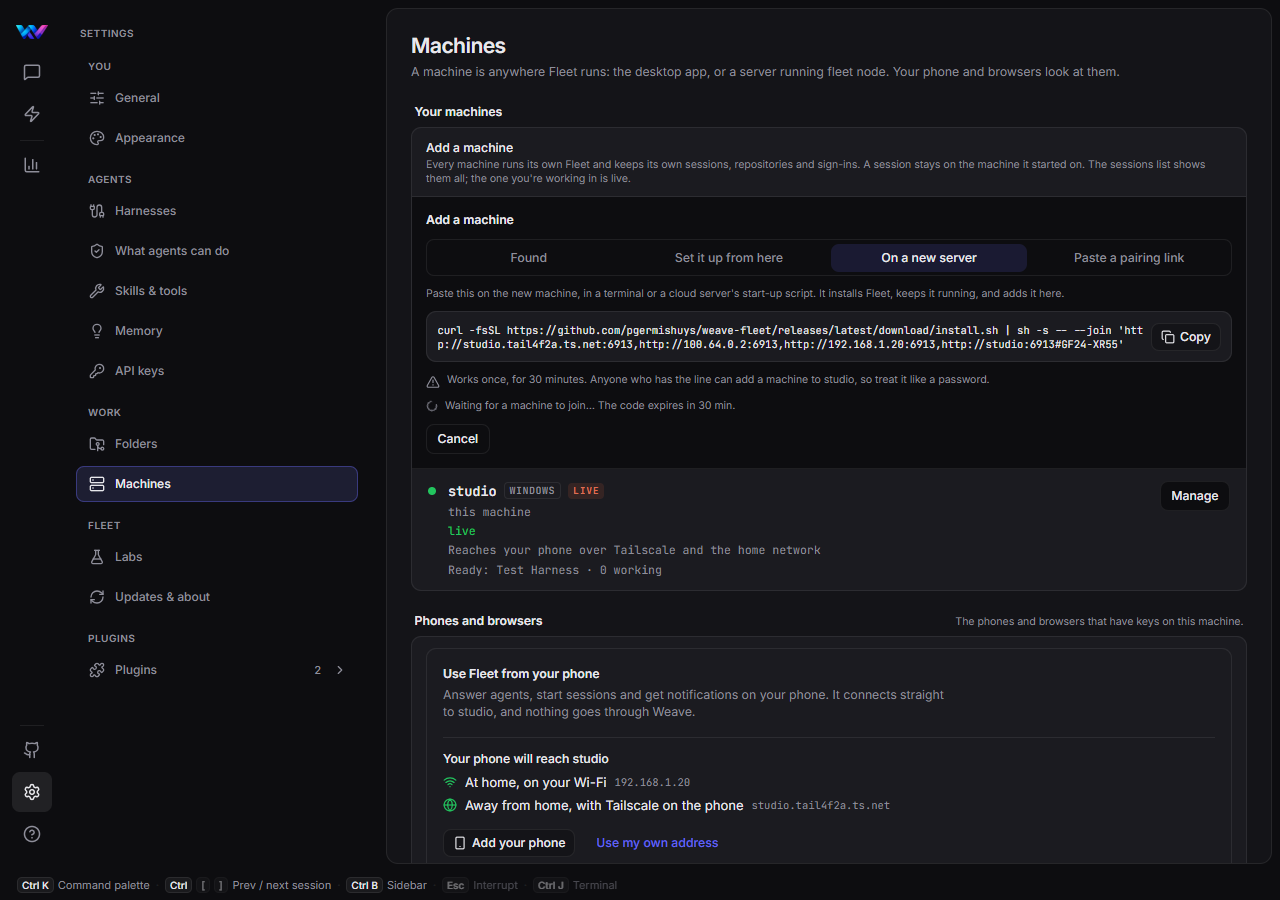 SETTINGS
YOU
General
Appearance
AGENTS
Harnesses
What agents can do
Skills & tools
Memory
API keys
WORK
Folders
Machines
FLEET
Labs
Updates & about
PLUGINS
Plugins 2
Machines
A machine is anywhere Fleet runs: the desktop app, or a server running fleet node. Your phone and browsers look at them.
Your machines
Add a machine
Every machine runs its own Fleet and keeps its own sessions, repositories and sign-ins. A session stays on the machine it started on. The sessions list shows
them all; the one you're working in is live.
Add a machine
Found Set it up from here On a new server Paste a pairing link
Paste this on the new machine, in a terminal or a cloud server's start-up script. It installs Fleet, keeps it running, and adds it here.
curl -fsSL https://github.com/pgermishuys/weave-fleet/releases/latest/download/install.sh | sh -s -- --join 'htt
p://studio.tail4f2a.ts.net:6913,http://100.64.0.2:6913,http://192.168.1.20:6913,http://studio:6913#GF24-XR55'
Copy
Works once, for 30 minutes. Anyone who has the line can add a machine to studio, so treat it like a password.
Waiting for a machine to join... The code expires in 30 min.
Cancel
studio WINDOWS LIVE
Manage
this machine
live
Reaches your phone over Tailscale and the home network
Ready: Test Harness · 0 working
Phones and browsers
The phones and browsers that have keys on this machine.
Use Fleet from your phone
Answer agents, start sessions and get notifications on your phone. It connects straight
to studio, and nothing goes through Weave.
Your phone will reach studio
At home, on your Wi-Fi 192.168.1.20
Away from home, with Tailscale on the phone studio.tail4f2a.ts.net
Add your phone Use my own address
Ctrl K Command palette · Ctrl [ ] Prev / next session · Ctrl B Sidebar · Esc Interrupt · Ctrl J Terminal